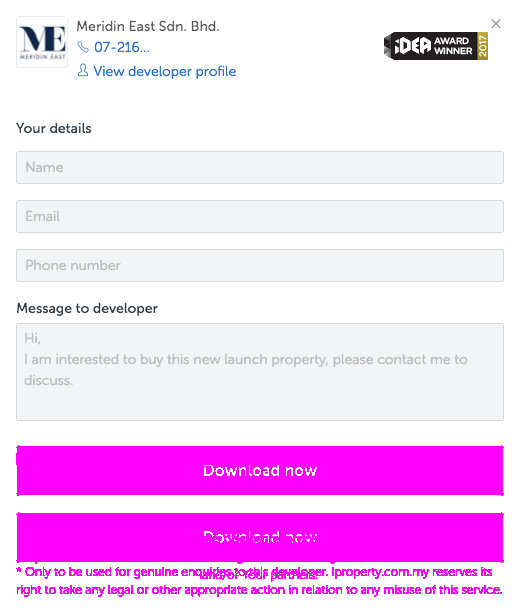 ME
MERIDIN EAST
Meridin East Sdn. Bhd.
07-216...
View developer profile
iDEA AWARD WINNER 2017
Your details
Name
Email
Phone number
Message to developer
Hi,
I am interested to buy this new launch property, please contact me to
discuss.
Download now
Download now
and/or Your partners.
* Only to be used for genuine enquiries to this developer. Iproperty.com.my reserves its
right to take any legal or other appropriate action in relation to any misuse of this service.